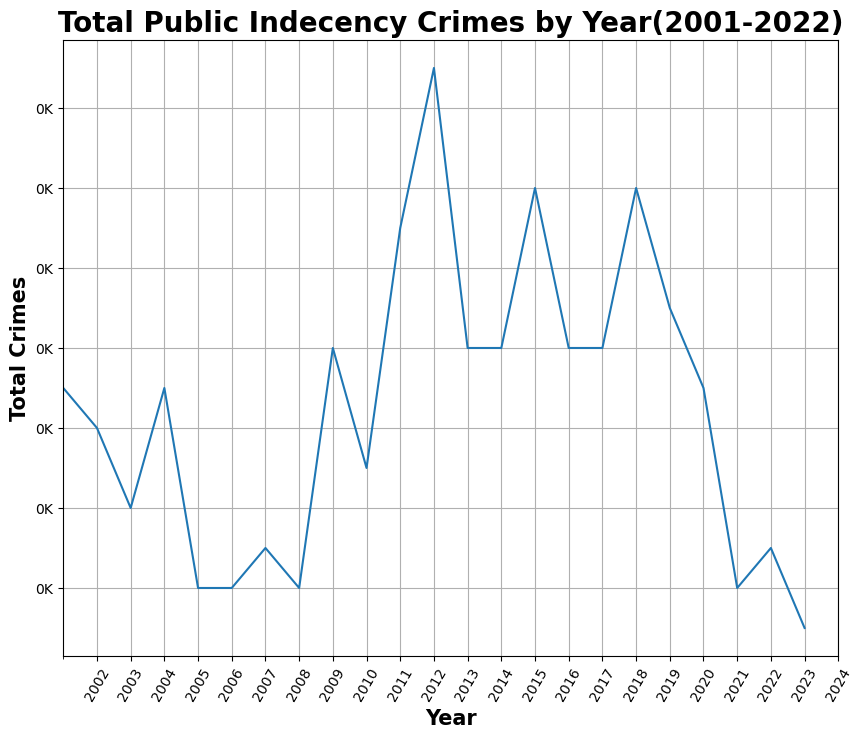 Total Public Indecency Crimes by Year(2001-2022)
0K
0K
0K
0K
0K
0K
0K
Total Crimes
2002
2003
2004
2005
2006
2007
2008
2009
2010
2011
2012
2013
2014
2015
2016
2017
2018
2019
2020
2021
2022
2023
2024
Year